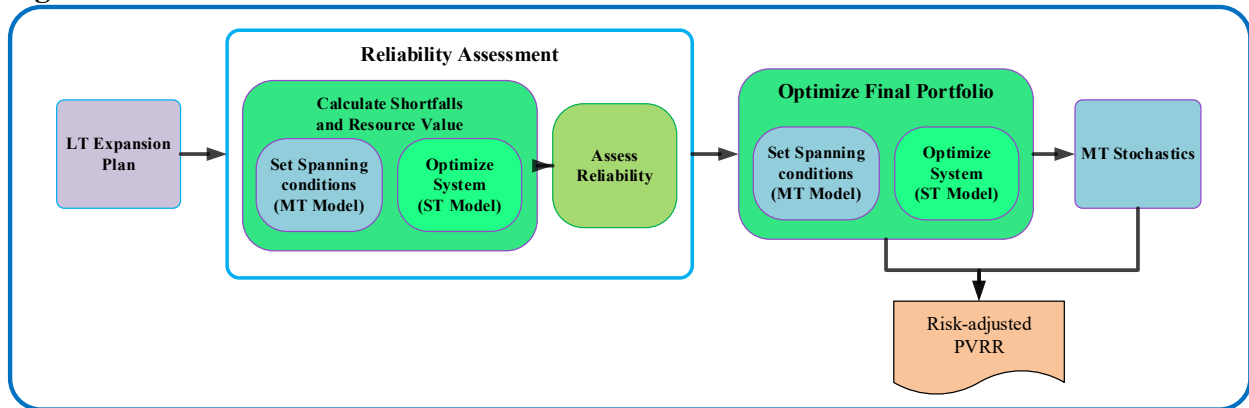 Reliability Assessment
LT Expansion
Plan
Calculate Shortfalls
and Resource Value
Set Spanning
conditions
(MT Model)
Optimize
System
(ST Model)
Assess
Reliability
Optimize Final Portfolio
Set Spanning
conditions
(MT Model)
Optimize
System
(ST Model)
MT Stochastics
Risk-adjusted
PVRR